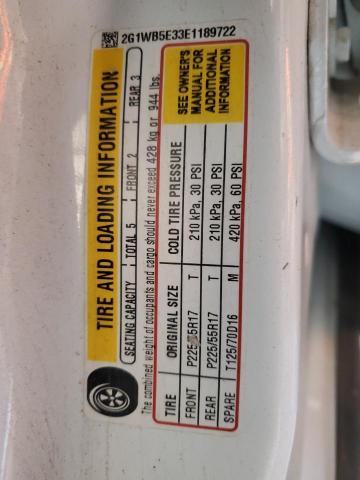 2G1WB5E33E1189722
TIRE AND LOADING INFORMATION
SEATING CAPACITY TOTAL 5 FRONT 2 REAR 3
The combined weight of occupants and cargo should never exceed 428 kg or 944 lbs.
TIRE ORIGINAL SIZE COLD TIRE PRESSURE
FRONT P225/55R17 T 210 kPa, 30 PSI
REAR P225/55R17 T 210 kPa, 30 PSI
SPARE T125/70D16 M 420 kPa, 60 PSI
SEE OWNER'S
MANUAL FOR
ADDITIONAL
INFORMATION